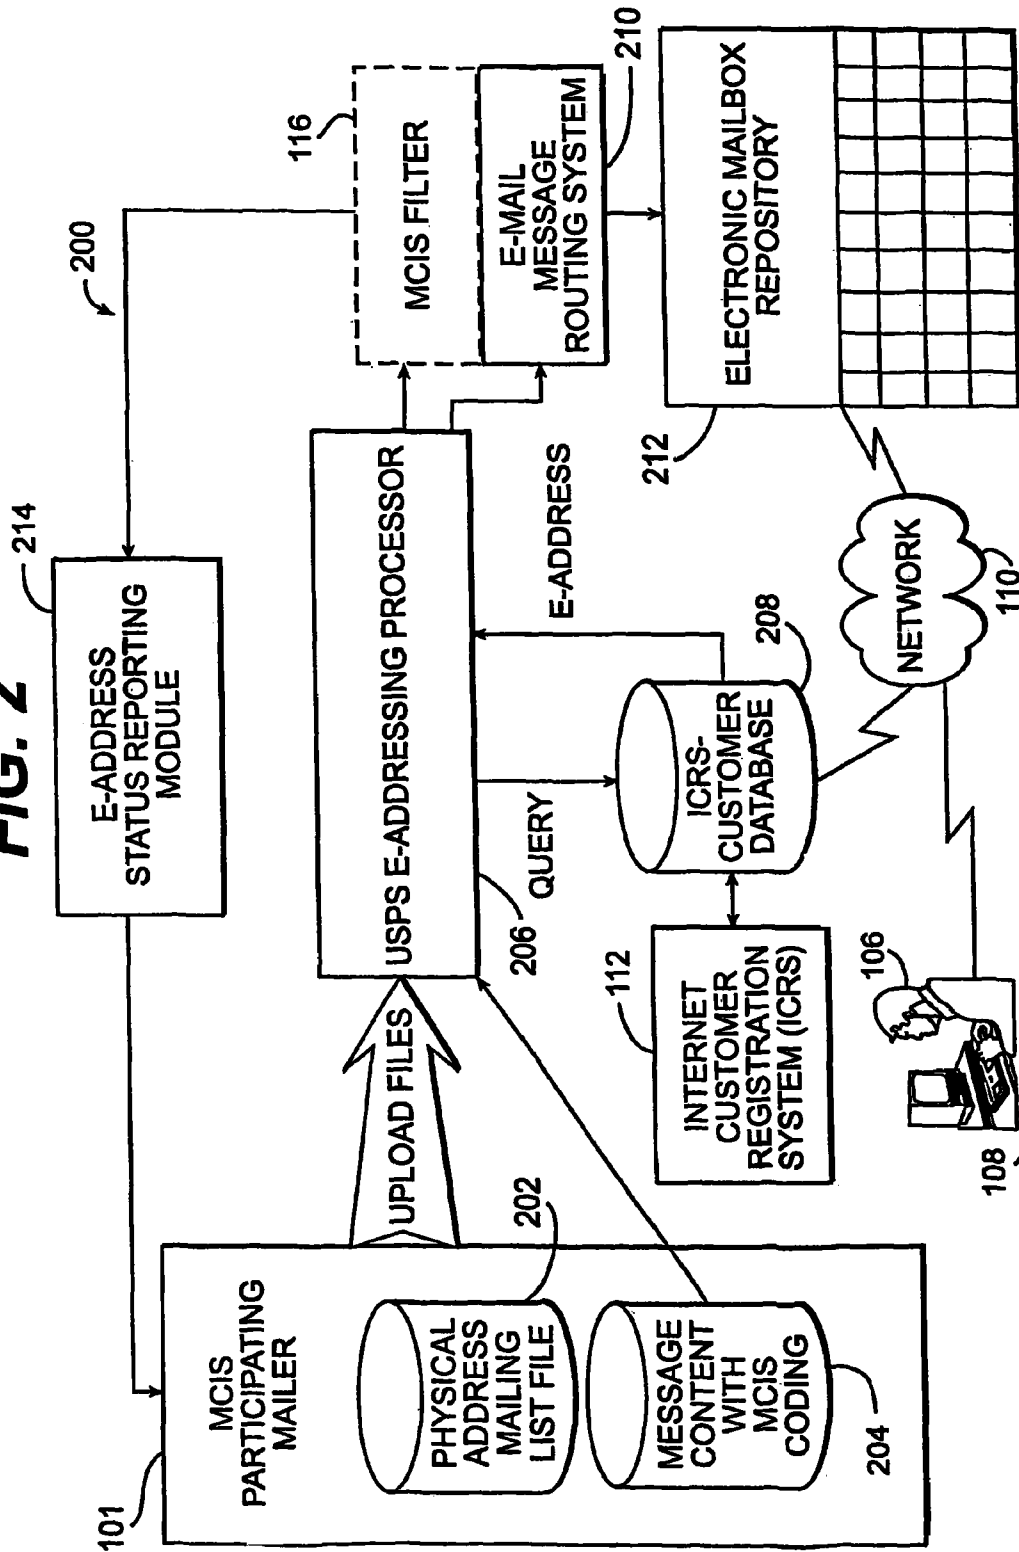 FIG. 2
200
214
E-ADDRESS
STATUS REPORTING
MODULE
101
MCIS
PARTICIPATING
MAILER
PHYSICAL
ADDRESS
MAILING
LIST FILE
202
MESSAGE
CONTENT
WITH
MCIS
CODING
204
UPLOAD FILES
USPS E-ADDRESSING PROCESSOR
206
QUERY
E-ADDRESS
116
MCIS FILTER
E-MAIL
MESSAGE
ROUTING SYSTEM
210
INTERNET
CUSTOMER
REGISTRATION
SYSTEM (ICRS)
112
ICRS-
CUSTOMER
DATABASE
208
212
ELECTRONIC MAILBOX
REPOSITORY
NETWORK
110
106
108